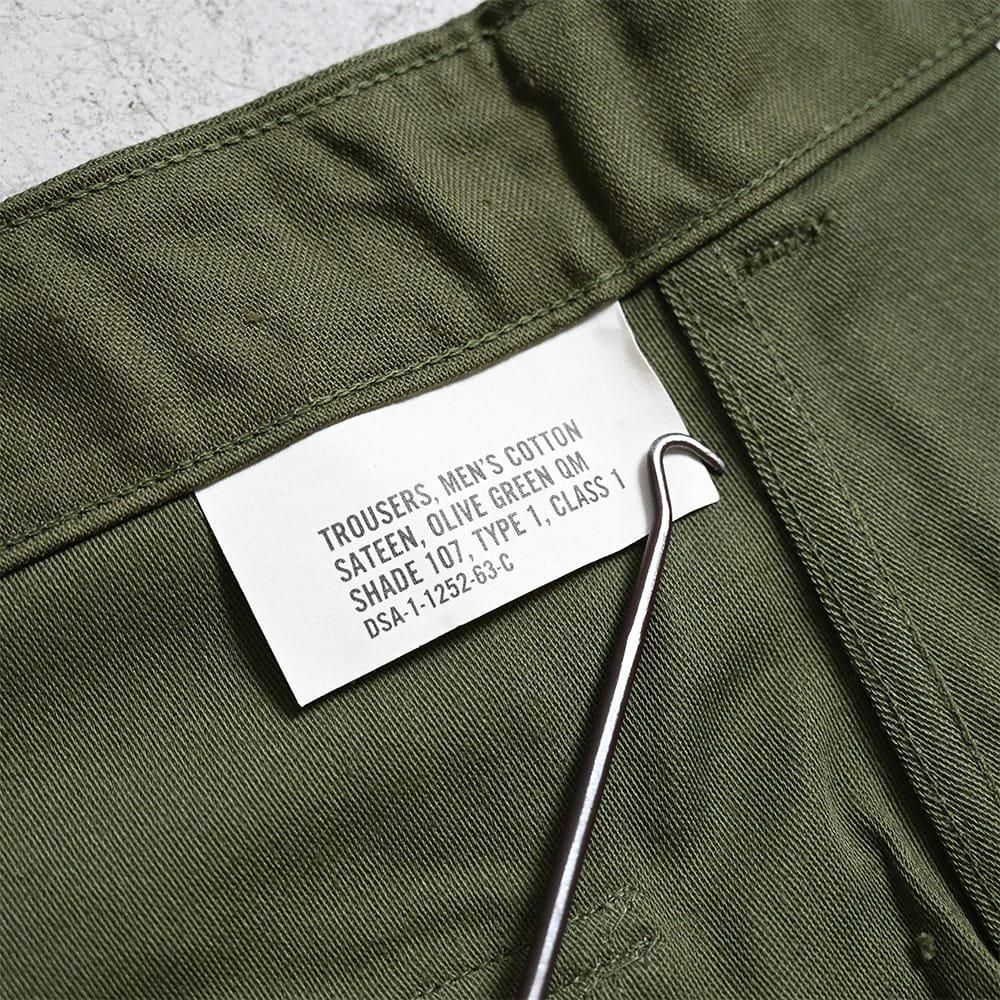 TROUSERS, MEN'S COTTON
SATEEN, OLIVE GREEN QM
SHADE 107, TYPE 1, CLASS 1
DSA-1-1252-63-C